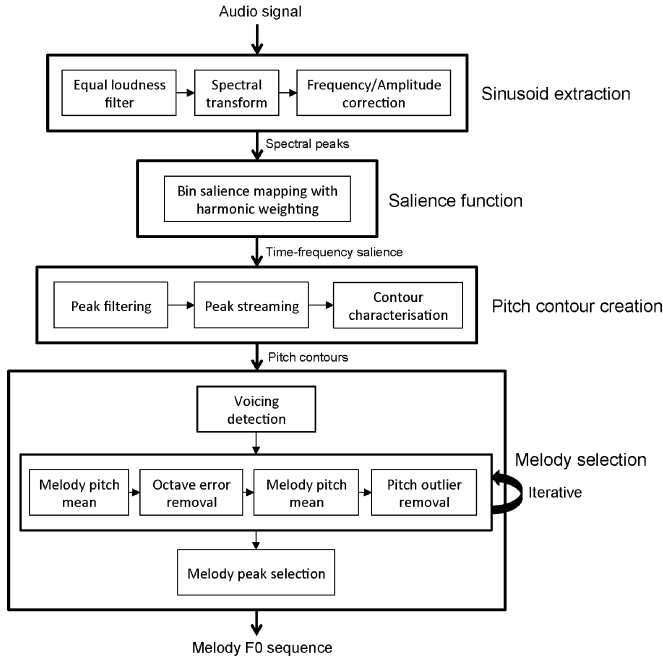 Audio signal
Equal loudness
filter
Spectral
transform
Frequency/Amplitude
correction
Sinusoid extraction
Spectral peaks
Bin salience mapping with
harmonic weighting
Salience function
Time-frequency salience
Peak filtering
Peak streaming
Contour
characterisation
Pitch contour creation
Pitch contours
Voicing
detection
Melody selection
Melody pitch
mean
Octave error
removal
Melody pitch
mean
Pitch outlier
removal
Iterative
Melody peak selection
Melody F0 sequence